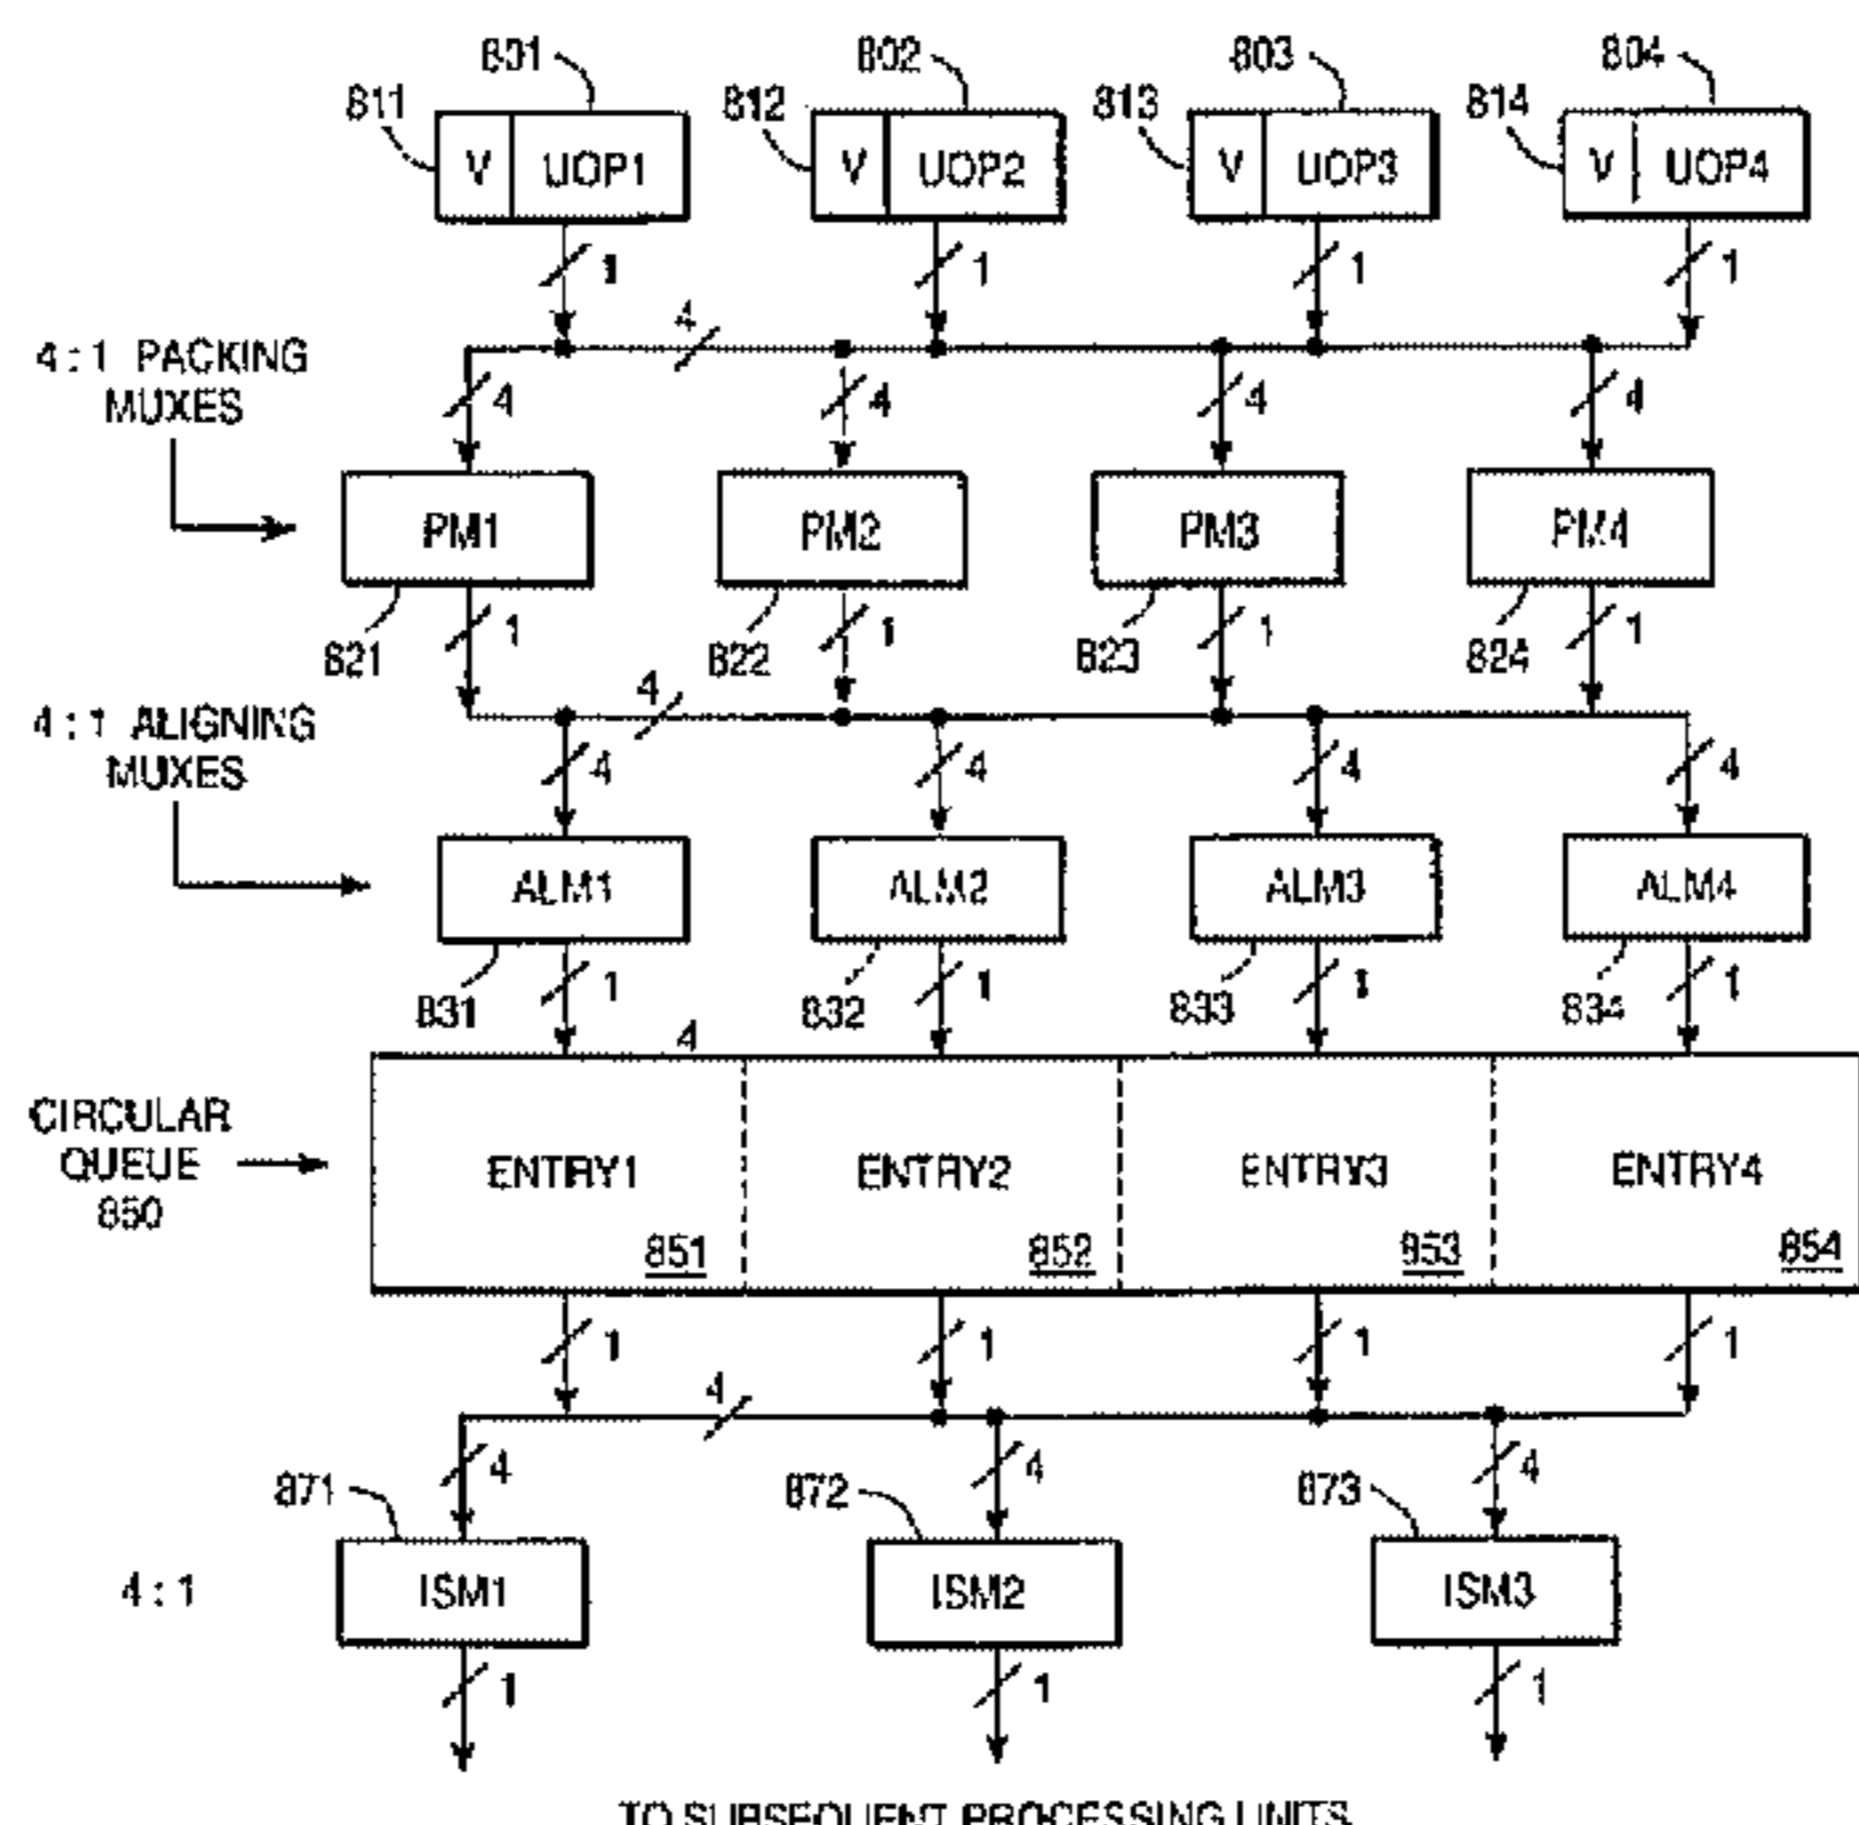 801 802 803 804
811 812 813 814
V UOP1 V UOP2 V UOP3 V UOP4
1 1 1 1
4
4 : 1 PACKING
MUXES
4 4 4 4
PM1 PM2 PM3 PM4
1 1 1 1
821 822 823 824
4
4 : 1 ALIGNING
MUXES
4 4 4 4
ALM1 ALM2 ALM3 ALM4
1 1 1 1
831 832 833 834
4
CIRCULAR
QUEUE
850
ENTRY1 ENTRY2 ENTRY3 ENTRY4
851 852 853 854
1 1 1 1
4
4 4 4
871 872 873
4 : 1
ISM1 ISM2 ISM3
1 1 1
TO SUBSEQUENT PROCESSING UNITS